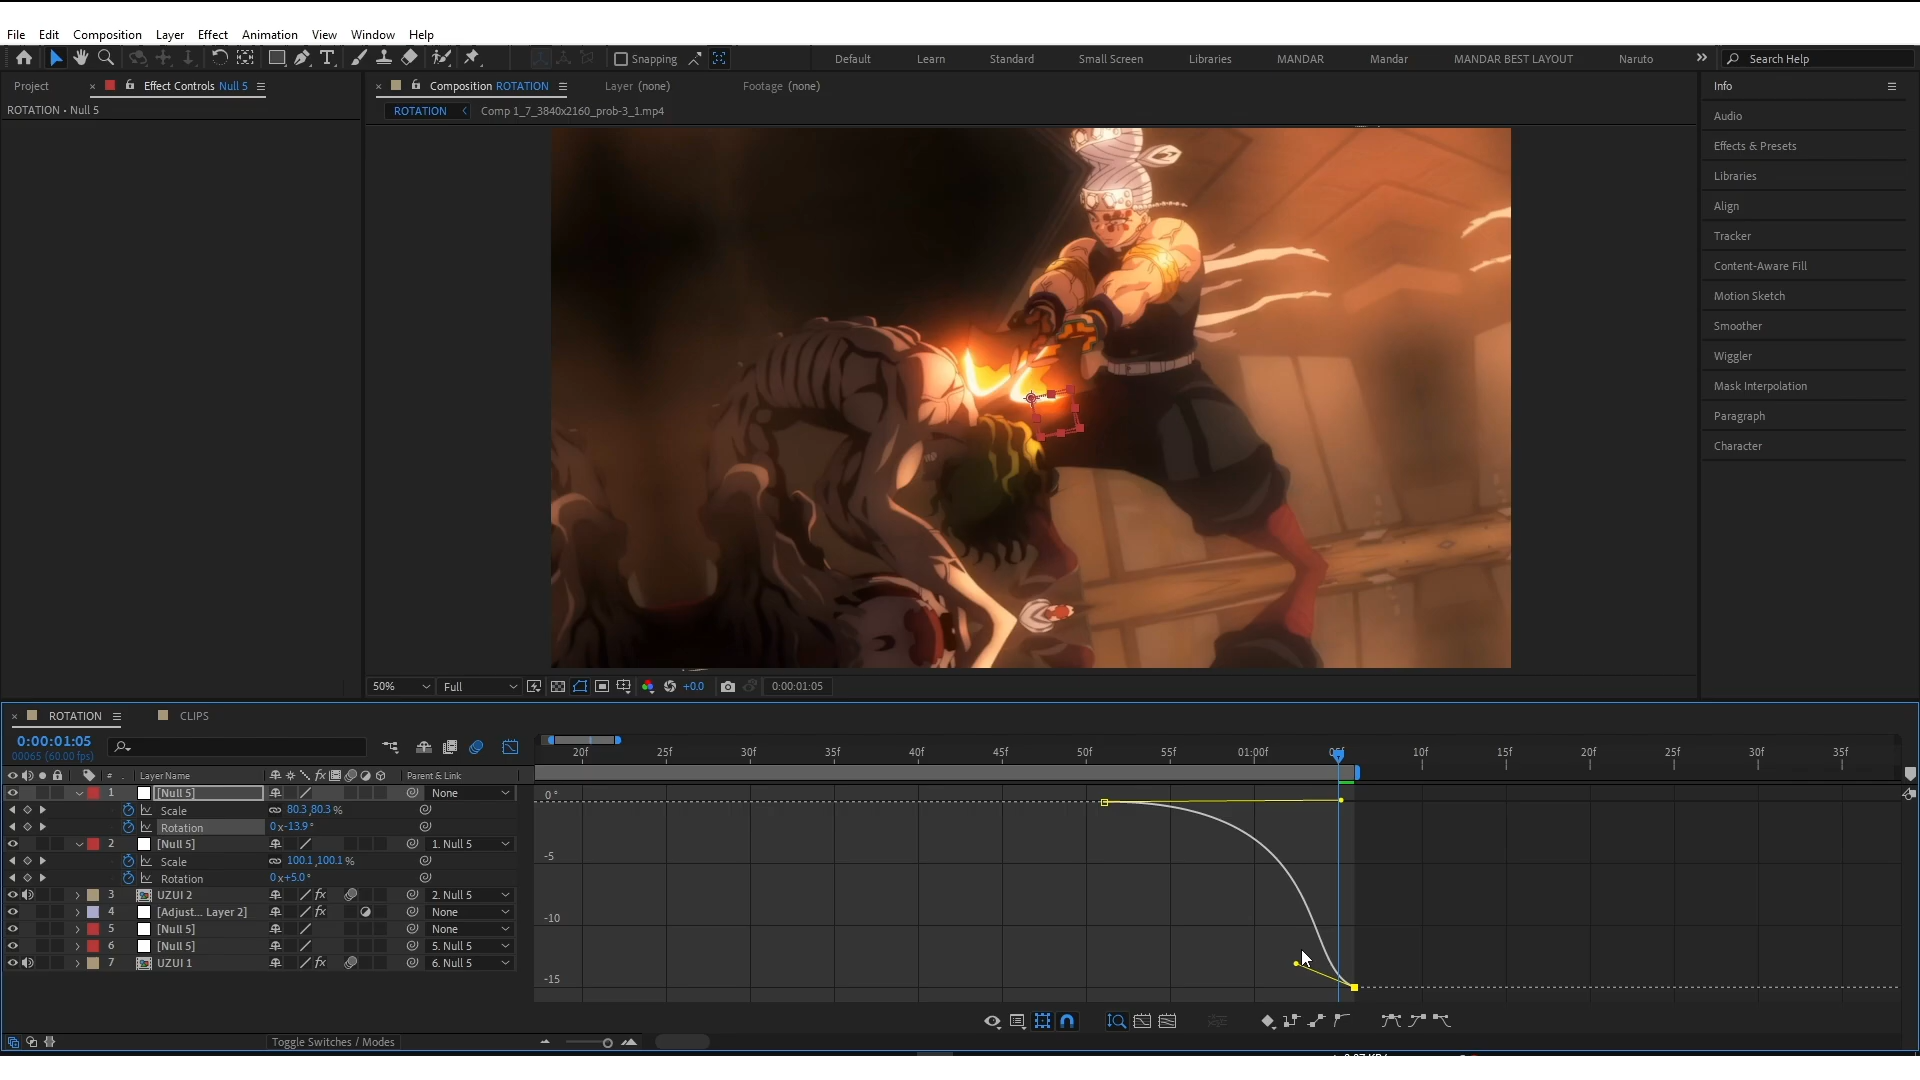 File Edit Composition Layer Effect Animation View Window Help
Snapping
Default Learn Standard Small Screen Libraries MANDAR Mandar MANDAR BEST LAYOUT Naruto
Search Help
Project
Effect Controls Null 5
ROTATION • Null 5
Composition ROTATION
Layer (none)
Footage (none)
ROTATION
Comp 1_7_3840x2160_prob-3_1.mp4
Info
Audio
Effects & Presets
Libraries
Align
Tracker
Content-Aware Fill
Motion Sketch
Smoother
Wiggler
Mask Interpolation
Paragraph
Character
50% Full +0.0 0:00:01:05
ROTATION
CLIPS
0:00:01:05
00065 (60.00 fps)
20f 25f 30f 35f 40f 45f 50f 55f 01:00f 05f 10f 15f 20f 25f 30f 35f
# . Layer Name fx Parent & Link
1 [Null 5] None
Scale 80.3,80.3 %
Rotation 0x-13.9°
2 [Null 5] 1. Null 5
Scale 100.1,100.1 %
Rotation 0x+5.0°
3 UZUI 2 fx 2. Null 5
4 [Adjust... Layer 2] fx None
5 [Null 5] None
6 [Null 5] 5. Null 5
7 UZUI 1 fx 6. Null 5
0°
-5
-10
-15
Toggle Switches / Modes